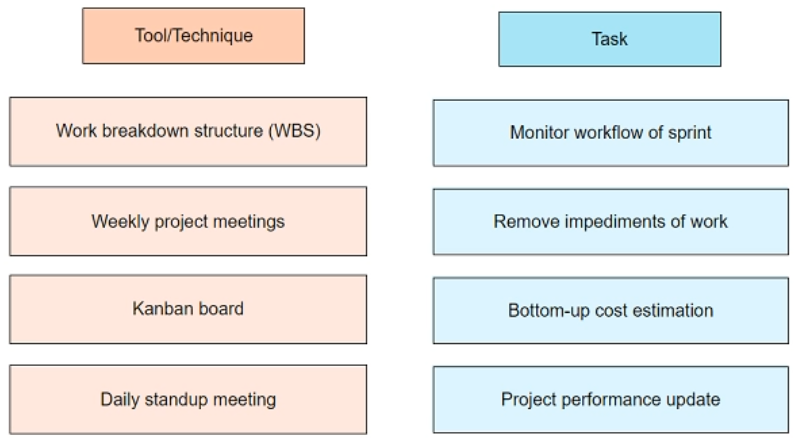 Tool/Technique
Task
Work breakdown structure (WBS)
Monitor workflow of sprint
Weekly project meetings
Remove impediments of work
Kanban board
Bottom-up cost estimation
Daily standup meeting
Project performance update